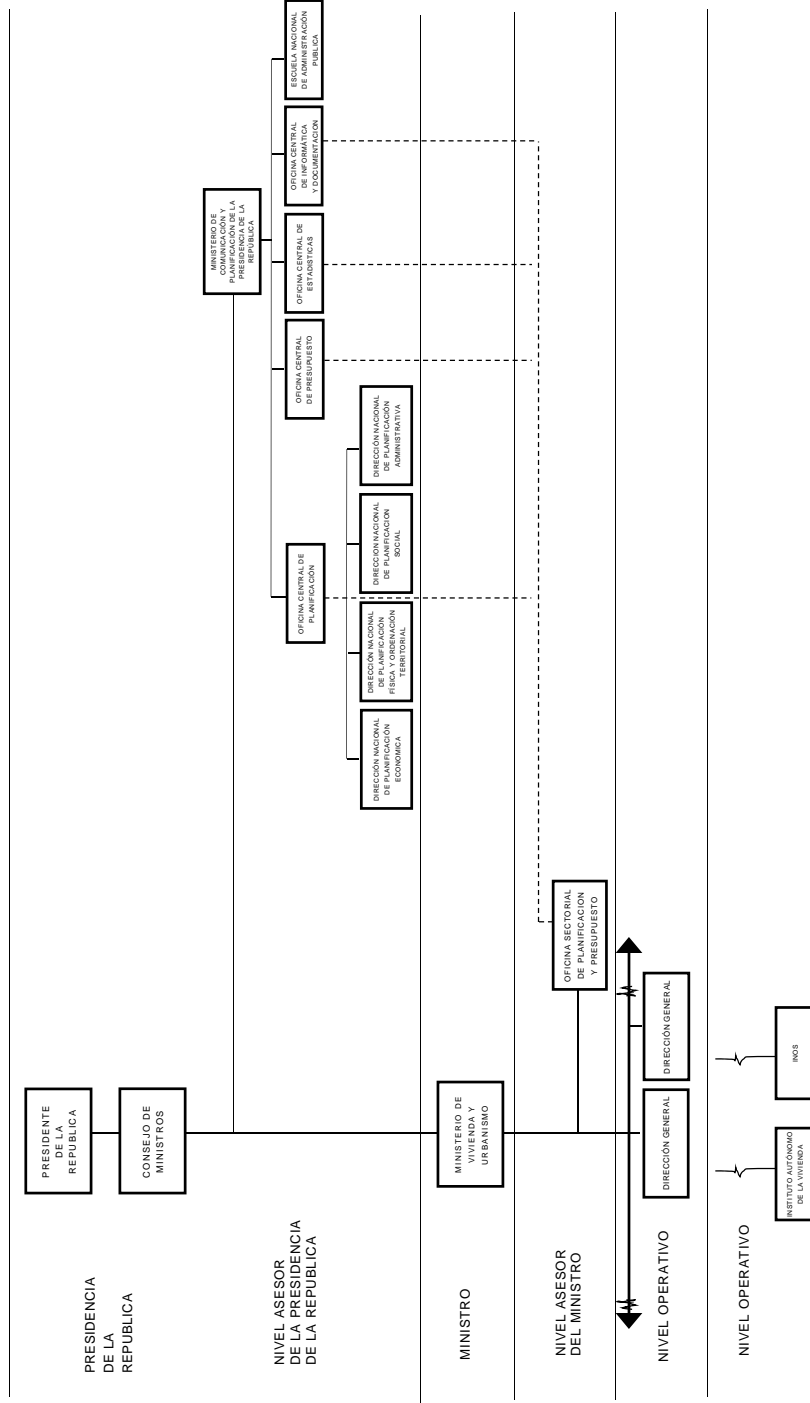 PRESIDENCIA
DE LA
REPUBLICA
PRESIDENTE
DE LA
REPUBLICA
CONSEJO DE
MINISTROS
NIVEL ASESOR
DE LA PRESIDENCIA
DE LA REPUBLICA
MINISTERIO DE
COMUNICACIÓN Y
PLANIFICACIÓN DE LA
PRESIDENCIA DE LA
REPÚBLICA
OFICINA CENTRAL DE
PLANIFICACIÓN
OFICINA CENTRAL
DE PRESUPUESTO
OFICINA CENTRAL DE
ESTADISTICAS
OFICINA CENTRAL
DE INFORMÁTICA
Y DOCUMENTACION
ESCUELA NACIONAL
DE ADMINISTRACIÓN
PUBLICA
DIRECCIÓN NACIONAL
DE PLANIFICACIÓN
ECONOMICA
DIRECCIÓN NACIONAL
DE PLANIFICACIÓN
FÍSICA Y ORDENACIÓN
TERRITORIAL
DIRECCION NACIONAL
DE PLANIFICACION
SOCIAL
DIRECCIÓN NACIONAL
DE PLANIFICACIÓN
ADMINISTRATIVA
MINISTRO
MINISTERIO DE
VIVIENDA Y
URBANISMO
NIVEL ASESOR
DEL MINISTRO
OFICINA SECTORIAL
DE PLANIFICACION
Y PRESUPUESTO
NIVEL OPERATIVO
DIRECCIÓN GENERAL
DIRECCIÓN GENERAL
NIVEL OPERATIVO
INSTITUTO AUTÓNOMO
DE LA VIVIENDA
INOS